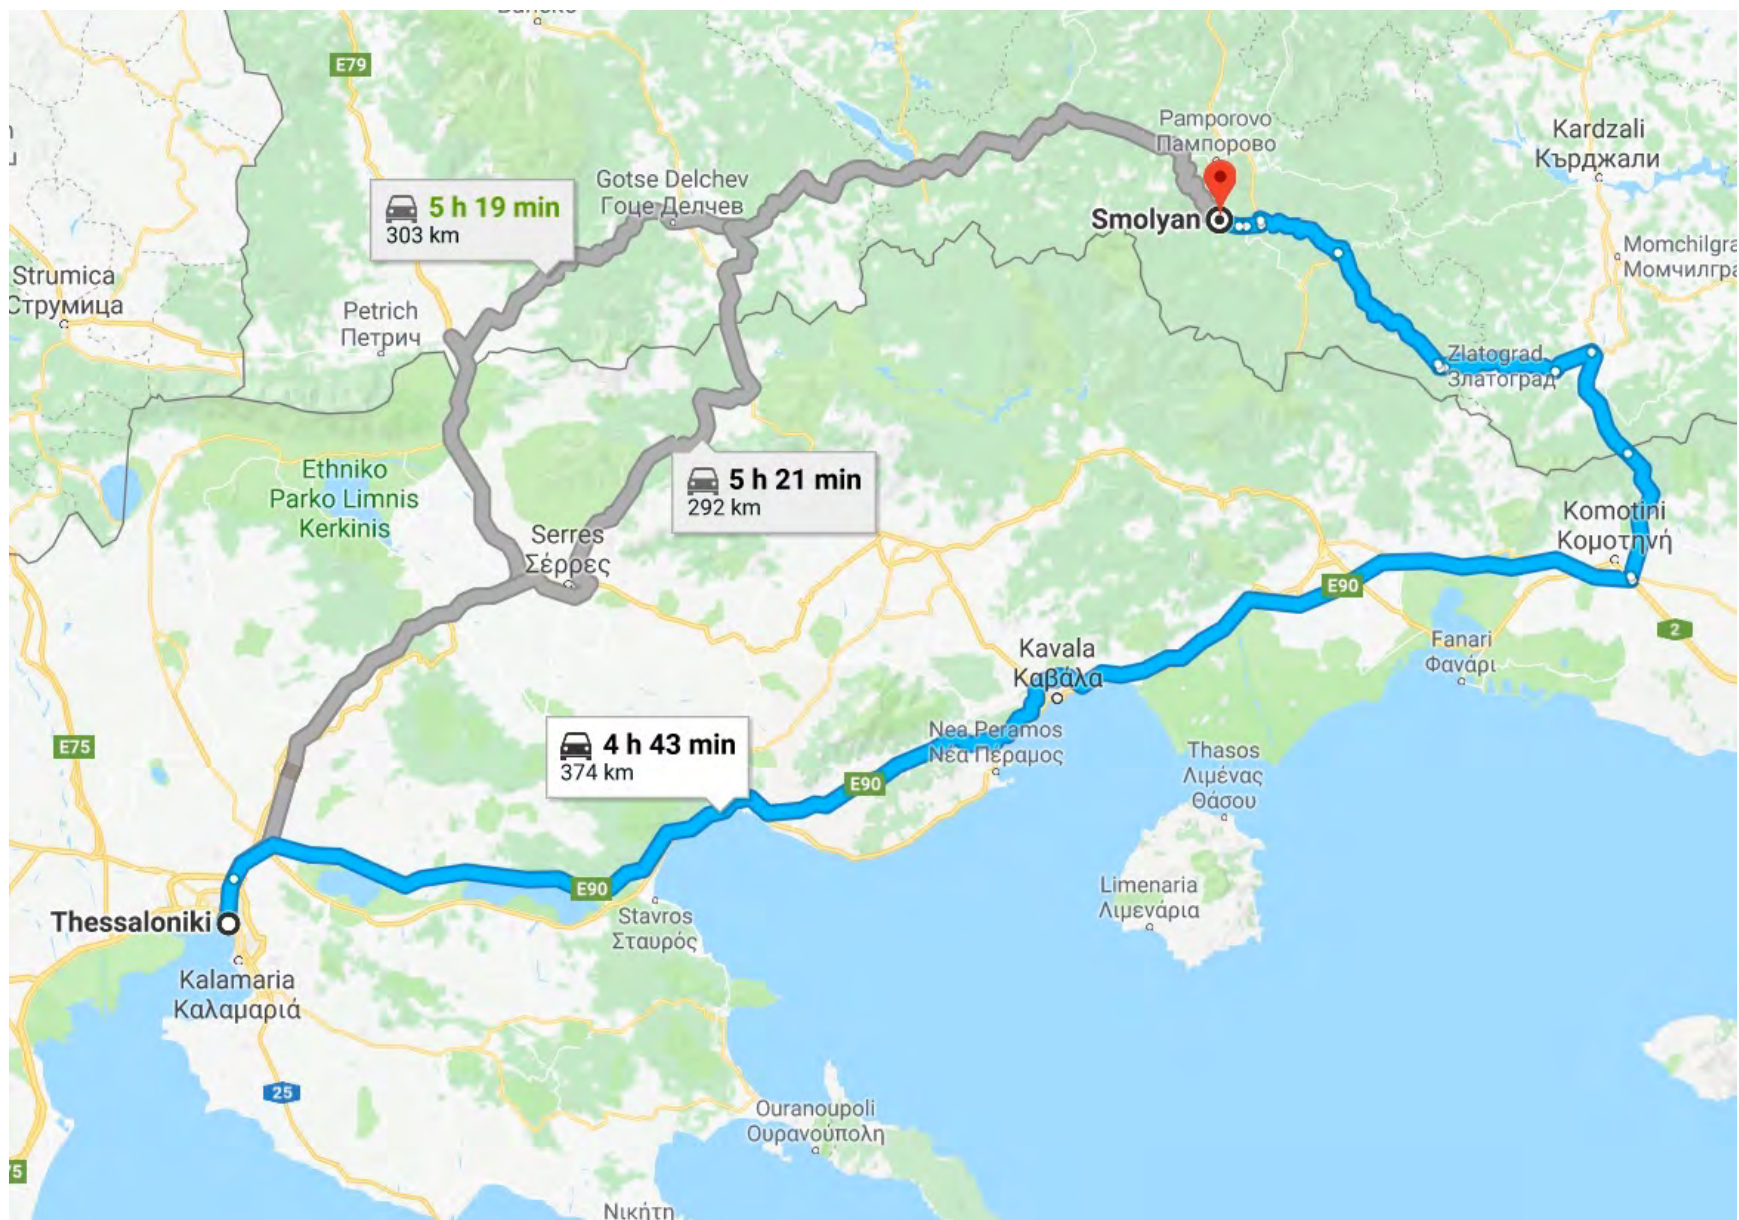 E79
Pamporovo
Пампорово
Kardzali
Кърджали
Gotse Delchev
Гоце Делчев
5 h 19 min
303 km
Smolyan
Strumica
Струмица
Petrich
Петрич
Momchilgra
Момчилгра
Zlatograd
Златоград
Ethniko
Parko Limnis
Kerkinis
5 h 21 min
292 km
Serres
Σέρρες
Komotini
Κομοτηνή
E90
2
Fanari
Φανάρι
Kavala
Καβάλα
Nea Peramos
Νέα Πέραμος
E75
4 h 43 min
374 km
E90
Thasos
Λιμένας
Θάσου
E90
Limenaria
Λιμενάρια
Stavros
Σταυρός
Thessaloniki
Kalamaria
Καλαμαριά
25
Ouranoupoli
Ουρανούπολη
75
Νικήτη